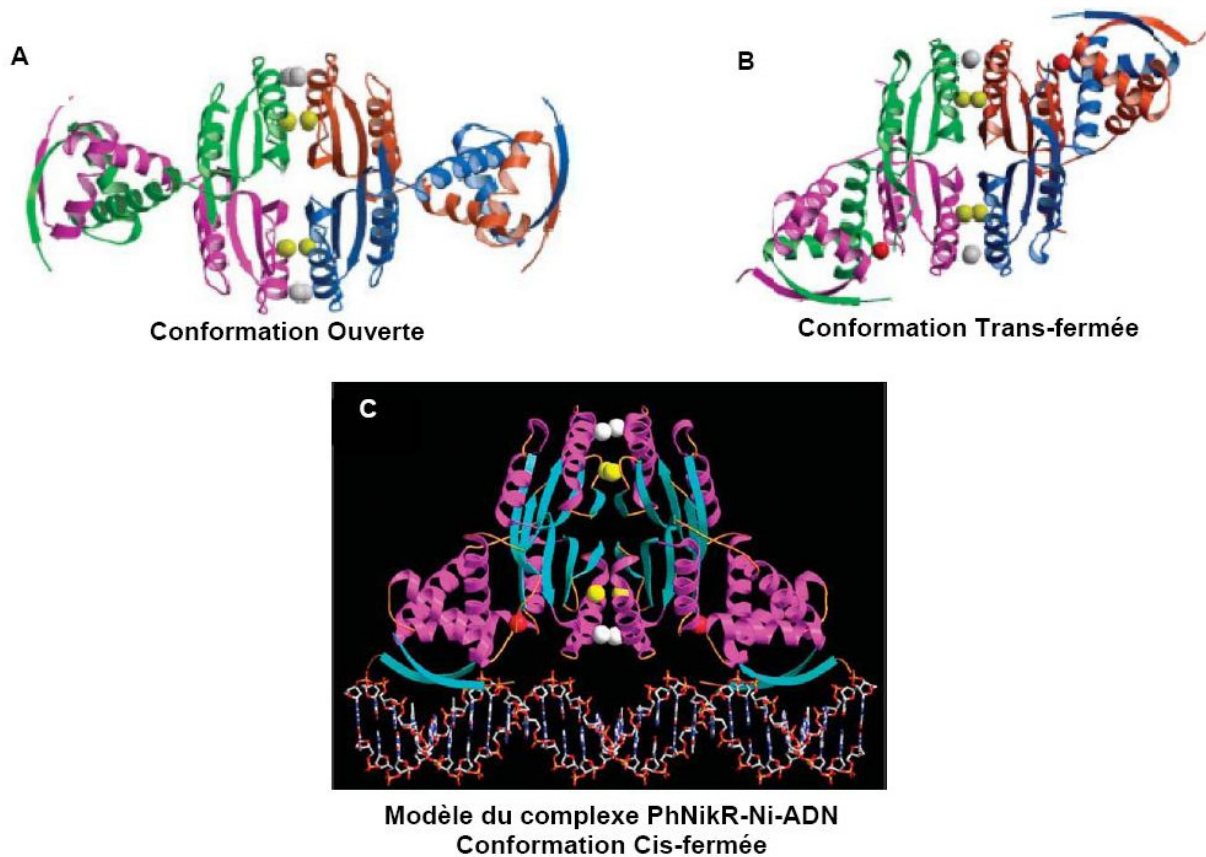 A
Conformation Ouverte
B
Conformation Trans-fermée
C
Modèle du complexe PhNikR-Ni-ADN
Conformation Cis-fermée